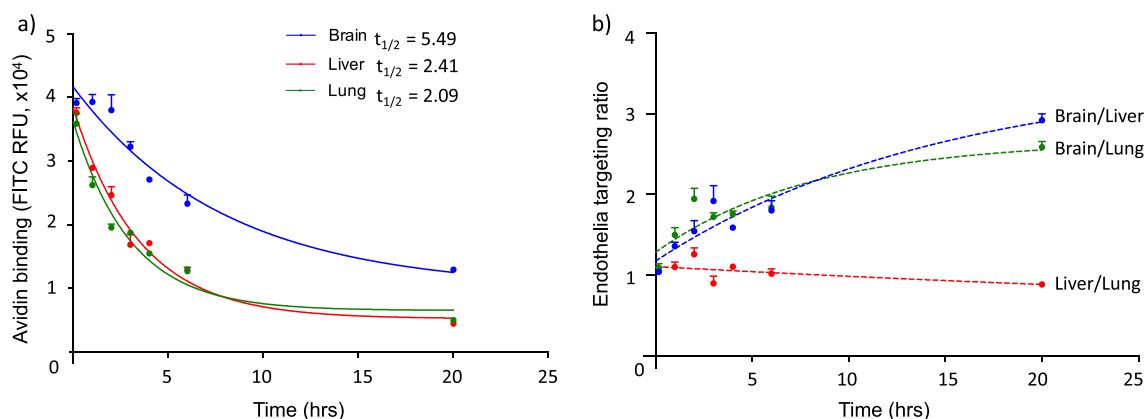 a)
Brain t1/2 = 5.49
Liver t1/2 = 2.41
Lung t1/2 = 2.09
Avidin binding (FITC RFU, x10⁴)
5
4
3
2
1
0
5
10
15
20
25
Time (hrs)
b)
Endothelia targeting ratio
4
3
2
1
0
Brain/Liver
Brain/Lung
Liver/Lung
5
10
15
20
25
Time (hrs)